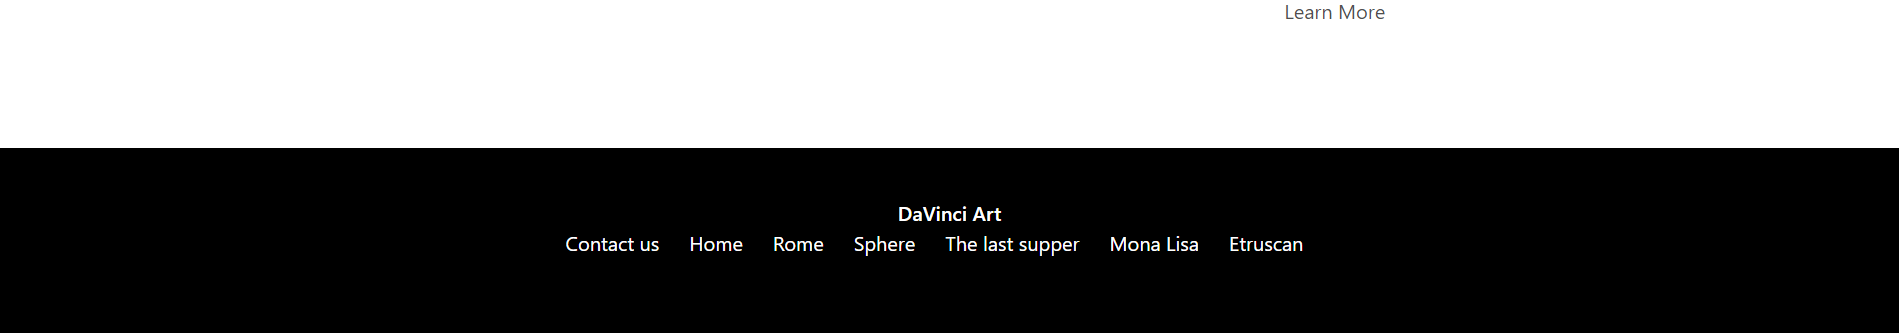 Learn More
DaVinci Art
Contact us Home Rome Sphere The last supper Mona Lisa Etruscan